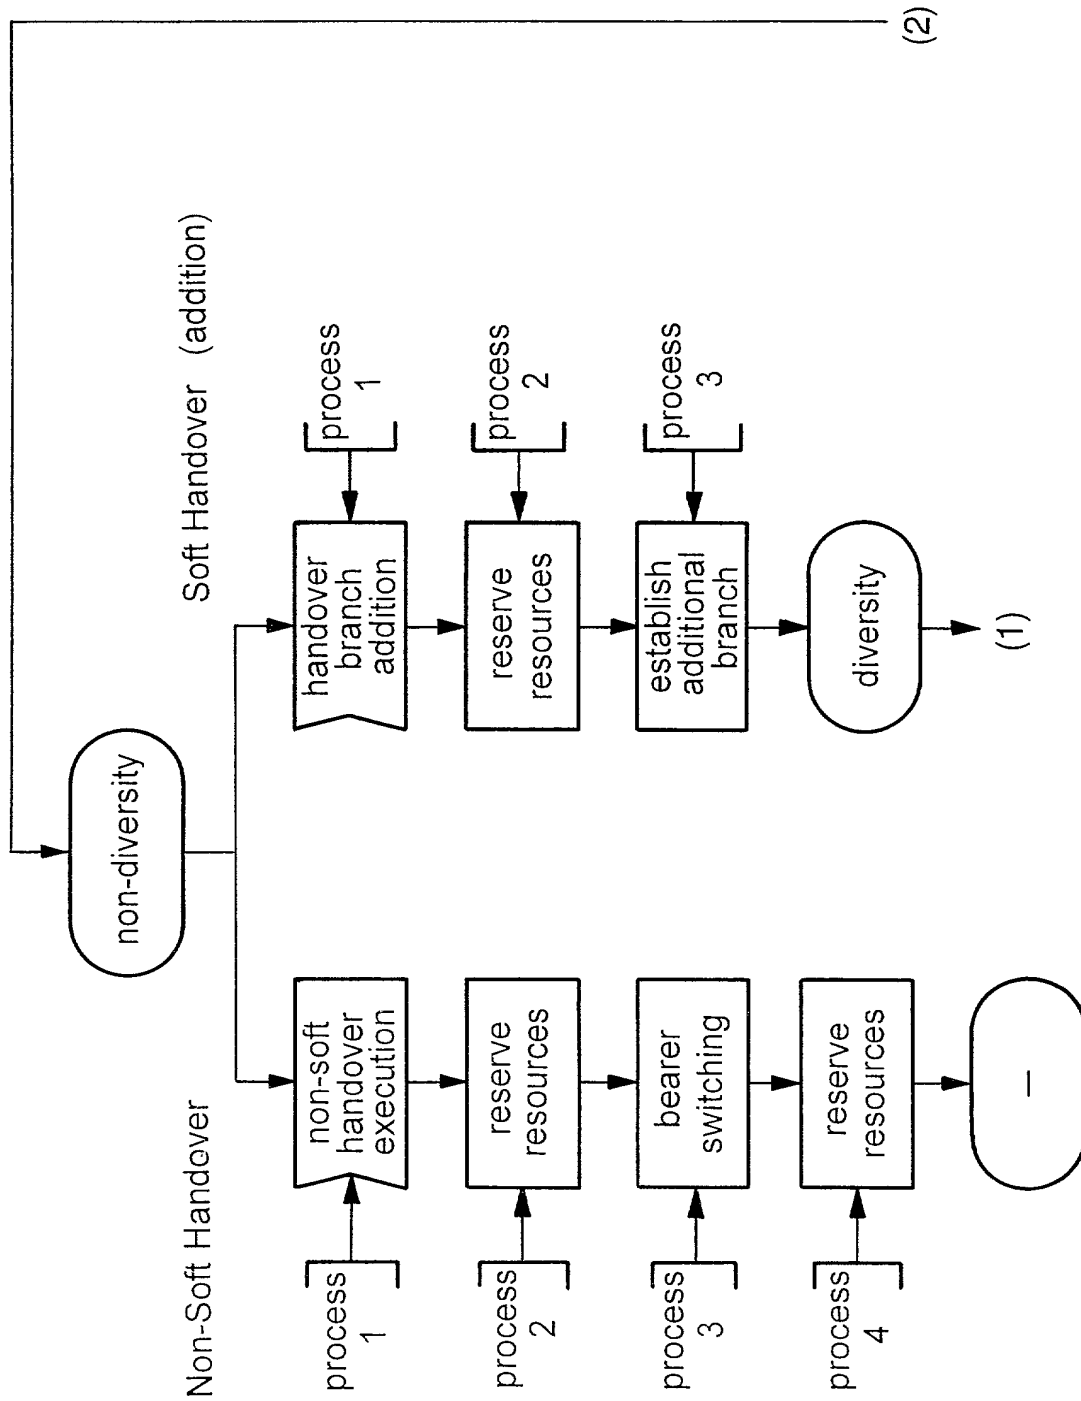 (2)
non-diversity
Non-Soft Handover
Soft Handover (addition)
process
1
non-soft
handover
execution
handover
branch
addition
process
1
process
2
reserve
resources
reserve
resources
process
2
process
3
bearer
switching
establish
additional
branch
process
3
process
4
reserve
resources
diversity
–
(1)